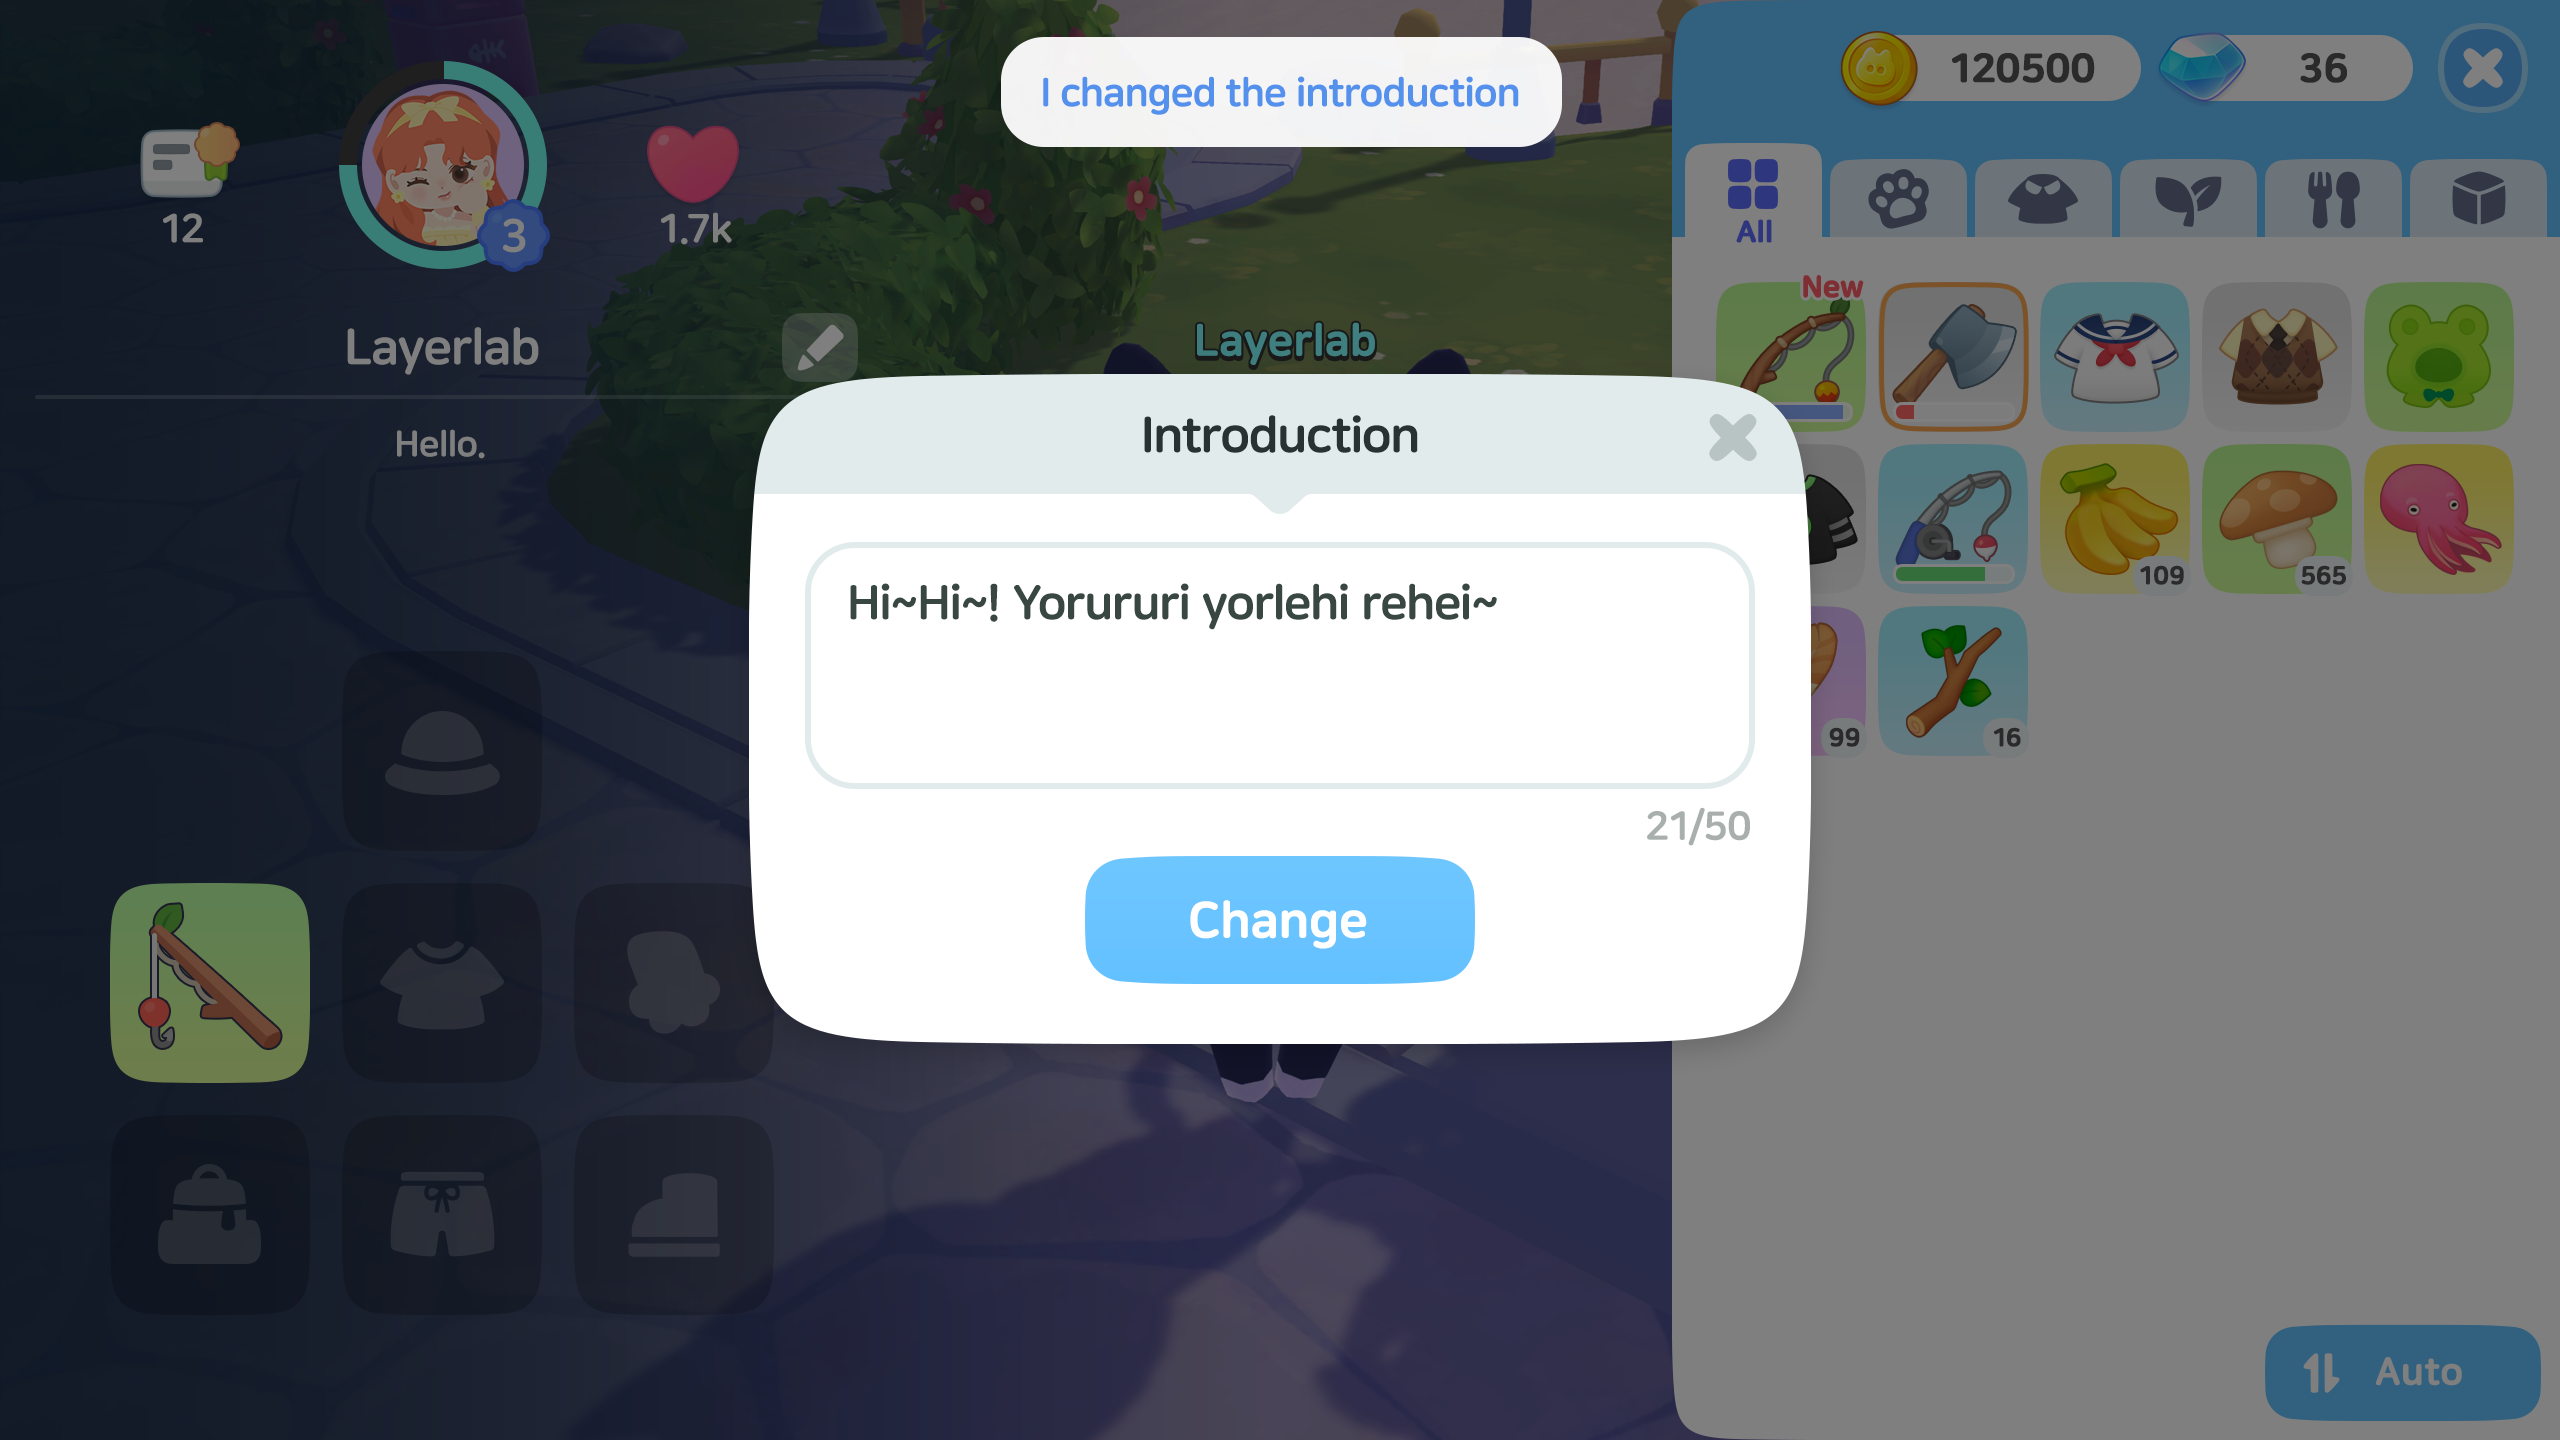 I changed the introduction
120500
36
12
3
1.7k
All
New
Layerlab
Layerlab
Hello.
Introduction
Hi~Hi~! Yorururi yorlehi rehei~
21/50
Change
109
565
99
16
Auto